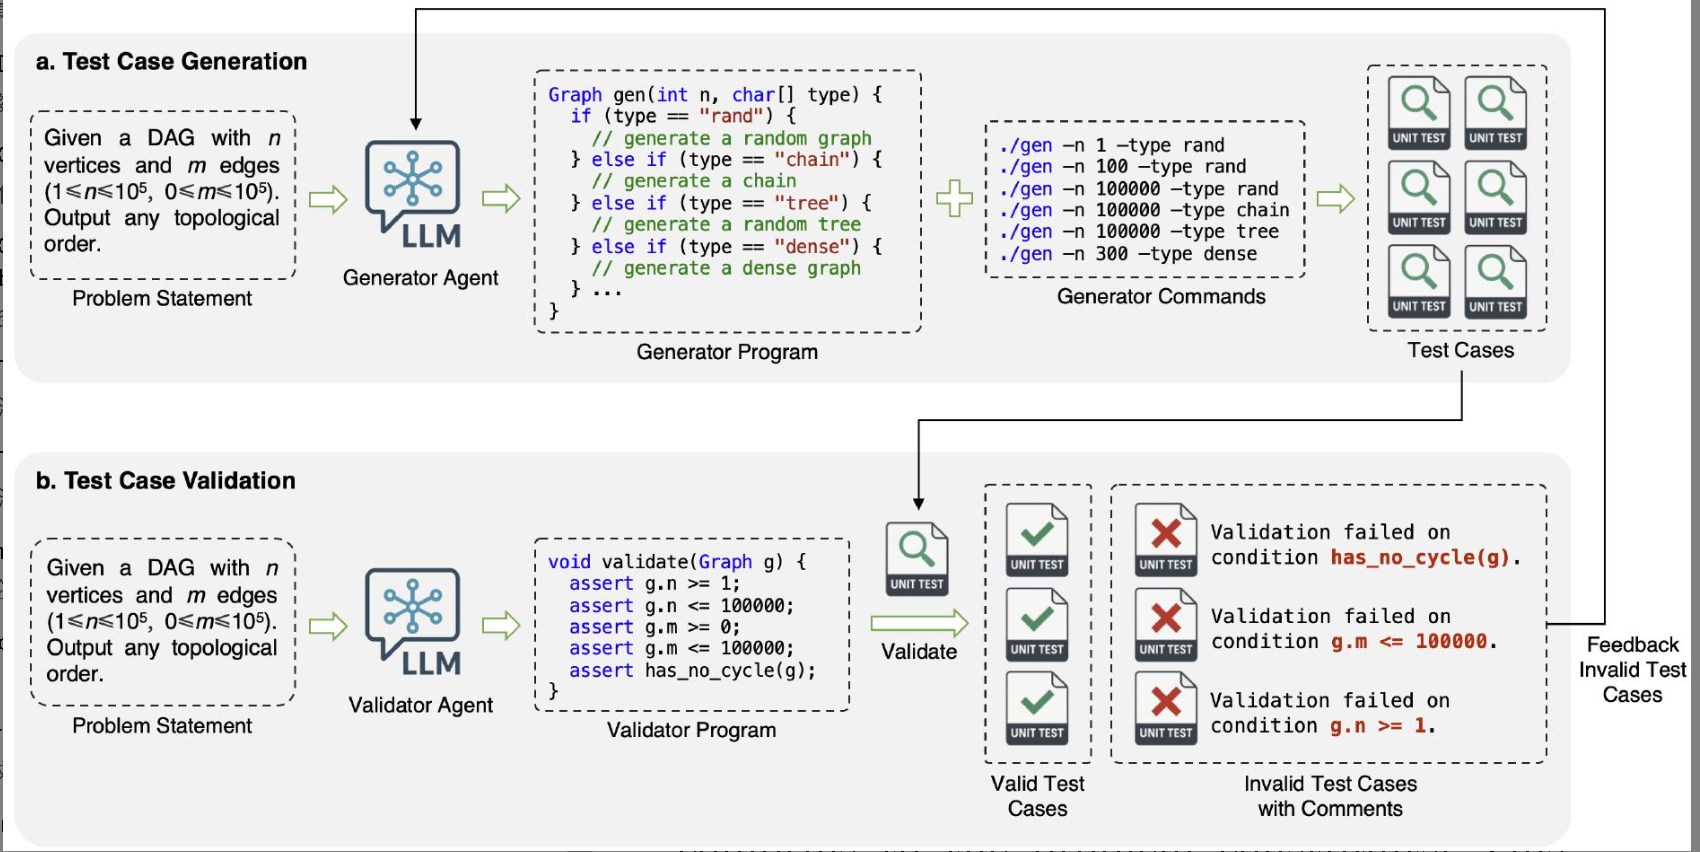 a. Test Case Generation
Given a DAG with n
vertices and m edges
(1⩽n⩽10⁵, 0⩽m⩽10⁵).
Output any topological
order.
Problem Statement
LLM
Generator Agent
Graph gen(int n, char[] type) {
if (type == "rand") {
// generate a random graph
} else if (type == "chain") {
// generate a chain
} else if (type == "tree") {
// generate a random tree
} else if (type == "dense") {
// generate a dense graph
} ...
}
Generator Program
./gen –n 1 –type rand
./gen –n 100 –type rand
./gen –n 100000 –type rand
./gen –n 100000 –type chain
./gen –n 100000 –type tree
./gen –n 300 –type dense
Generator Commands
UNIT TEST
UNIT TEST
UNIT TEST
UNIT TEST
UNIT TEST
UNIT TEST
Test Cases
b. Test Case Validation
Given a DAG with n
vertices and m edges
(1⩽n⩽10⁵, 0⩽m⩽10⁵).
Output any topological
order.
Problem Statement
LLM
Validator Agent
void validate(Graph g) {
assert g.n >= 1;
assert g.n <= 100000;
assert g.m >= 0;
assert g.m <= 100000;
assert has_no_cycle(g);
}
Validator Program
UNIT TEST
Validate
UNIT TEST
UNIT TEST
UNIT TEST
Valid Test
Cases
UNIT TEST
Validation failed on
condition has_no_cycle(g).
UNIT TEST
Validation failed on
condition g.m <= 100000.
UNIT TEST
Validation failed on
condition g.n >= 1.
Invalid Test Cases
with Comments
Feedback
Invalid Test
Cases